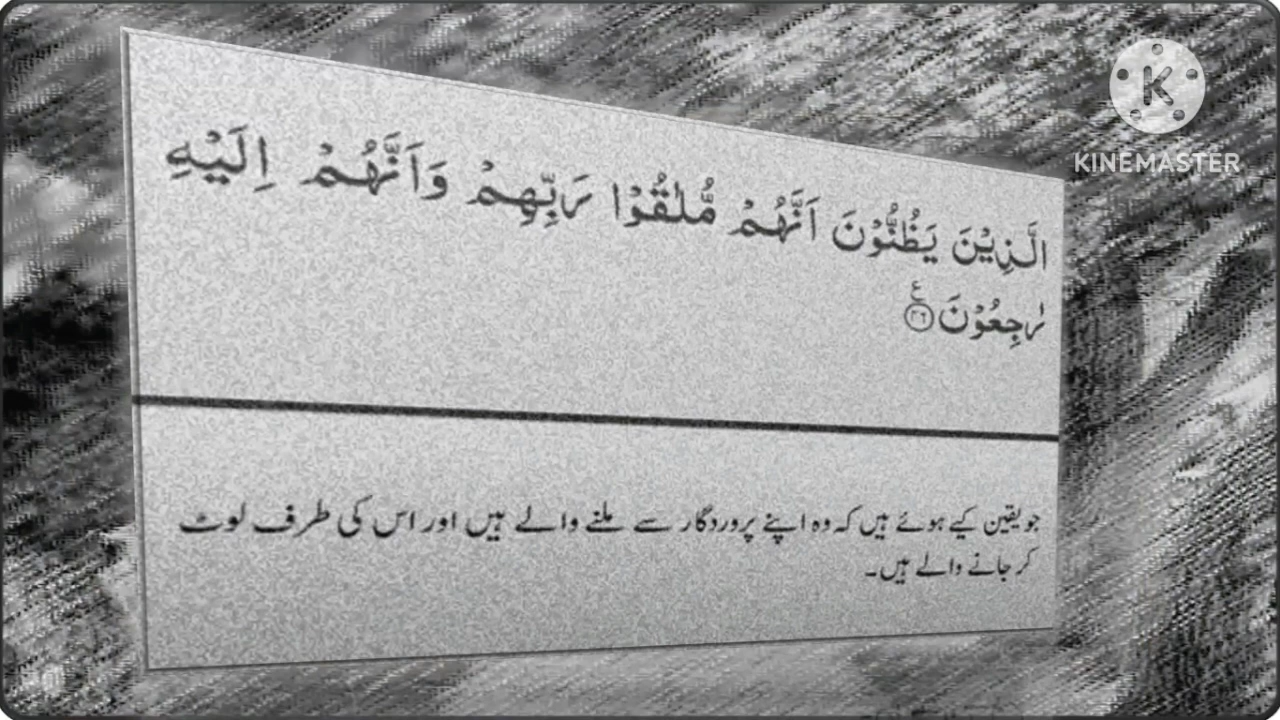 الَّذِيْنَ يَظُنُّوْنَ اَنَّهُمْ مُّلٰقُوْا رَبِّهِمْ وَاَنَّهُمْ اِلَيْهِ
رٰجِعُوْنَ ۴۶ ع
جو یقین کیے ہوئے ہیں کہ وہ اپنے پروردگار سے ملنے والے ہیں اور اس کی طرف لوٹ
کر جانے والے ہیں۔
K
KINEMASTER